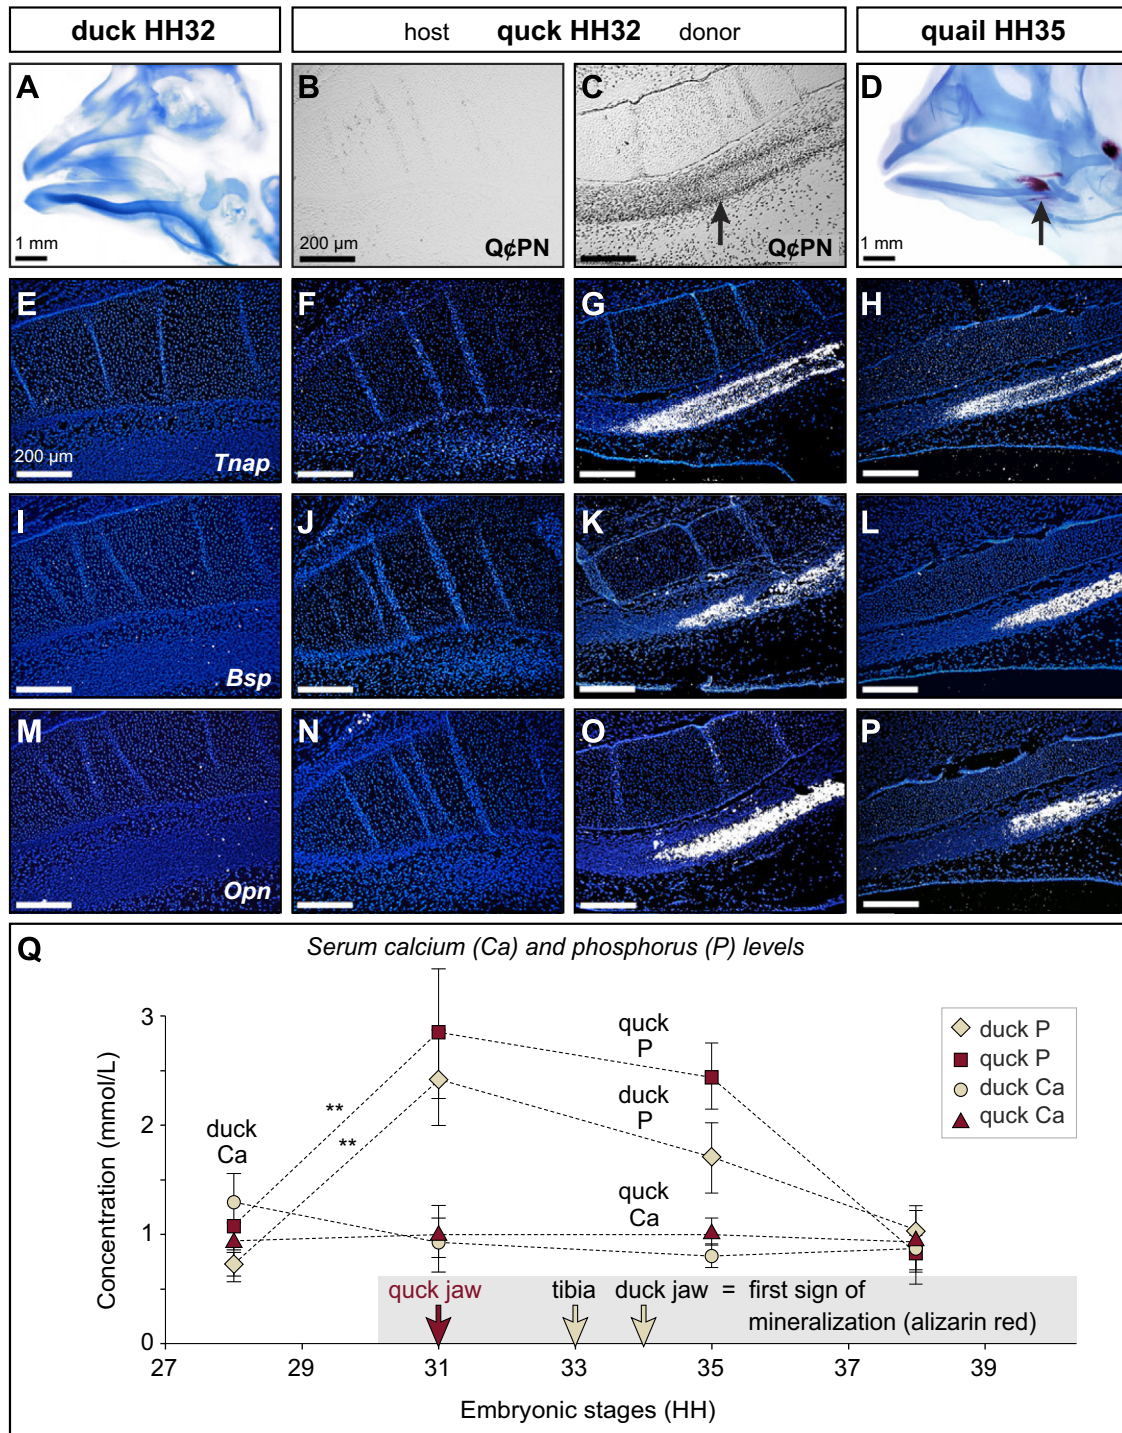 duck HH32
host quck HH32 donor
quail HH35
A
1 mm
B
200 µm
Q¢PN
C
Q¢PN
D
1 mm
E
200 µm
Tnap
F
G
H
I
Bsp
J
K
L
M
Opn
N
O
P
Q
Serum calcium (Ca) and phosphorus (P) levels
Concentration (mmol/L)
3
2
1
0
duck
Ca
**
**
quck
P
duck
P
quck
Ca
duck P
quck P
duck Ca
quck Ca
quck jaw
tibia
duck jaw = first sign of
mineralization (alizarin red)
27 29 31 33 35 37 39
Embryonic stages (HH)